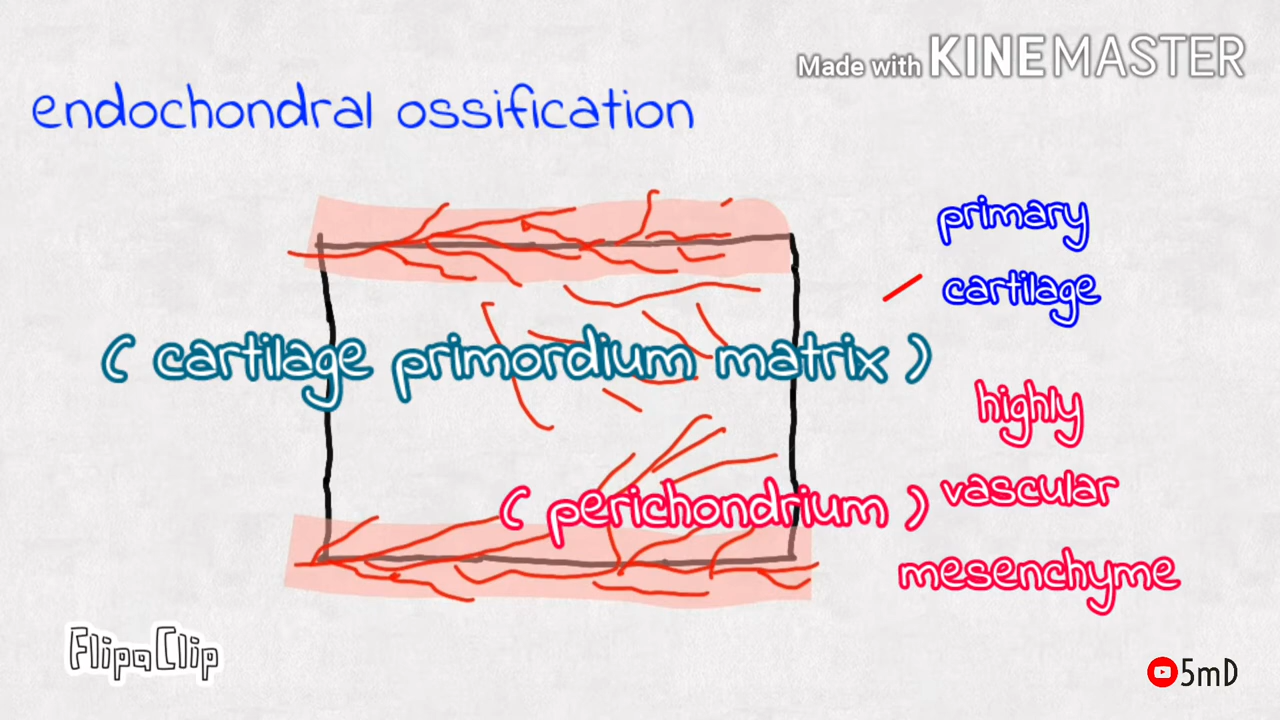 Made with KINEMASTER
endochondral ossification
primary
cartilage
( cartilage primordium matrix )
highly
vascular
( perichondrium )
mesenchyme
FlipaClip
5mD